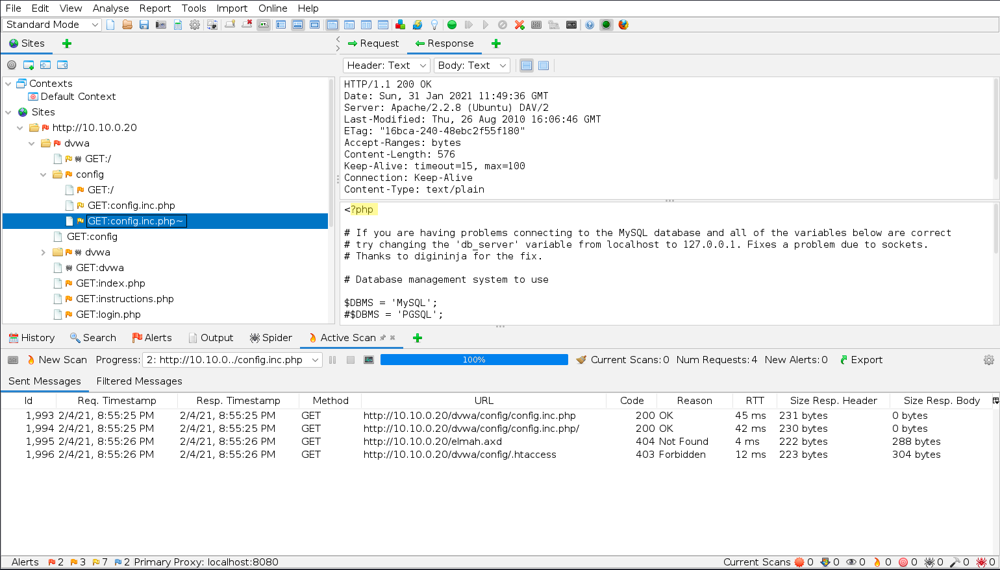 File Edit View Analyse Report Tools Import Online Help
Standard Mode
Sites
Request Response
Header: Text Body: Text
Contexts
Default Context
Sites
http://10.10.0.20
dvwa
GET:/
config
GET:/
GET:config.inc.php
GET:config.inc.php~
GET:config
dvwa
GET:dvwa
GET:index.php
GET:instructions.php
GET:login.php
HTTP/1.1 200 OK
Date: Sun, 31 Jan 2021 11:49:36 GMT
Server: Apache/2.2.8 (Ubuntu) DAV/2
Last-Modified: Thu, 26 Aug 2010 16:06:46 GMT
ETag: "16bca-240-48ebc2f55f180"
Accept-Ranges: bytes
Content-Length: 576
Keep-Alive: timeout=15, max=100
Connection: Keep-Alive
Content-Type: text/plain
<?php
# If you are having problems connecting to the MySQL database and all of the variables below are correct
# try changing the 'db_server' variable from localhost to 127.0.0.1. Fixes a problem due to sockets.
# Thanks to digininja for the fix.
# Database management system to use
$DBMS = 'MySQL';
#$DBMS = 'PGSQL';
History Search Alerts Output Spider Active Scan
New Scan Progress: 2: http://10.10.0../config.inc.php 100% Current Scans: 0 Num Requests: 4 New Alerts: 0 Export
Sent Messages Filtered Messages
Id Req. Timestamp Resp. Timestamp Method URL Code Reason RTT Size Resp. Header Size Resp. Body
1,993 2/4/21, 8:55:25 PM 2/4/21, 8:55:25 PM GET http://10.10.0.20/dvwa/config/config.inc.php 200 OK 45 ms 231 bytes 0 bytes
1,994 2/4/21, 8:55:25 PM 2/4/21, 8:55:25 PM GET http://10.10.0.20/dvwa/config/config.inc.php/ 200 OK 42 ms 230 bytes 0 bytes
1,995 2/4/21, 8:55:26 PM 2/4/21, 8:55:26 PM GET http://10.10.0.20/elmah.axd 404 Not Found 4 ms 222 bytes 288 bytes
1,996 2/4/21, 8:55:26 PM 2/4/21, 8:55:26 PM GET http://10.10.0.20/dvwa/config/.htaccess 403 Forbidden 12 ms 223 bytes 304 bytes
Alerts 2 3 7 2 Primary Proxy: localhost:8080 Current Scans 0 0 0 0 0 0 0 0